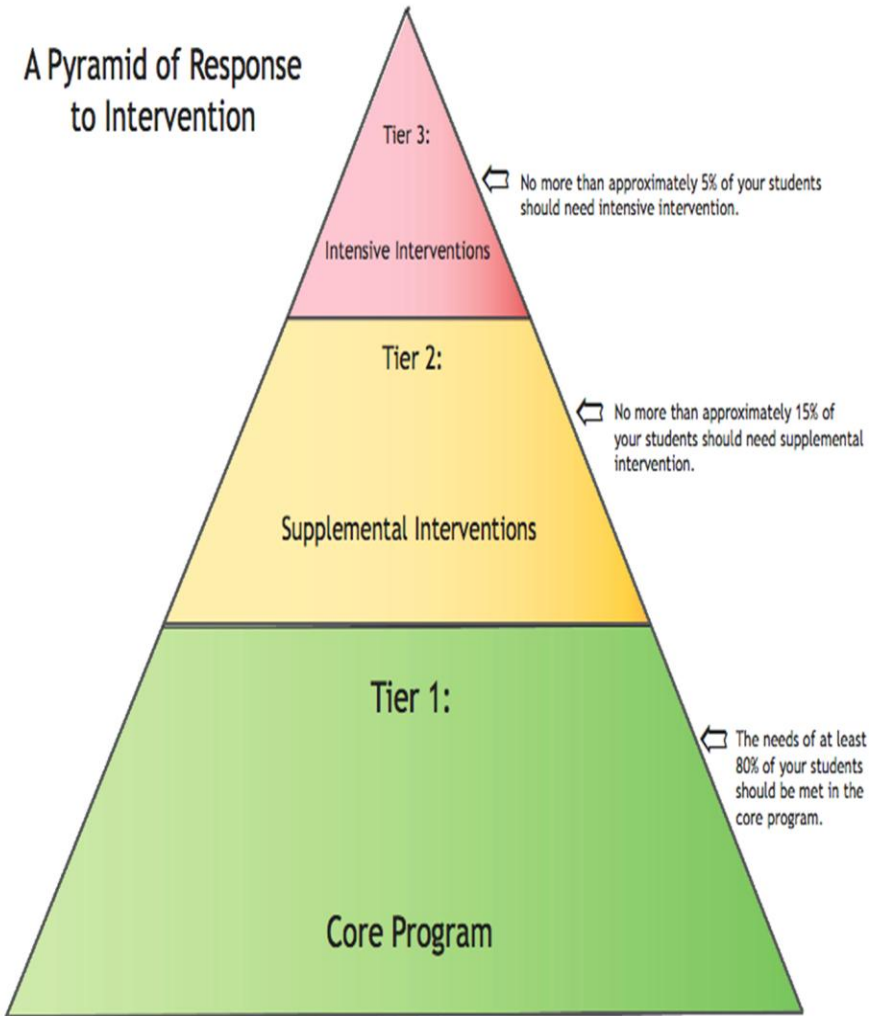 A Pyramid of Response
to Intervention
Tier 3:
Intensive Interventions
No more than approximately 5% of your students
should need intensive intervention.
Tier 2:
Supplemental Interventions
No more than approximately 15% of
your students should need supplemental
intervention.
Tier 1:
Core Program
The needs of at least
80% of your students
should be met in the
core program.